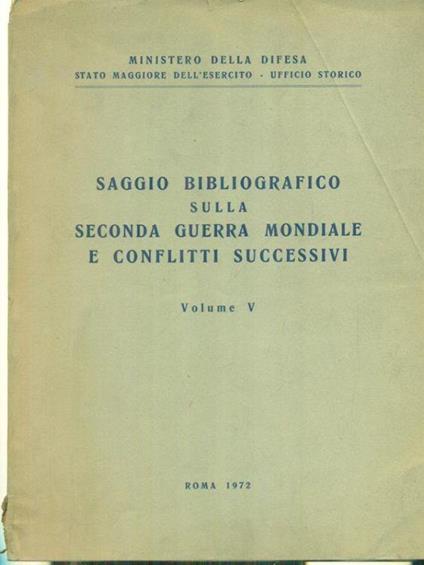 MINISTERO DELLA DIFESA
STATO MAGGIORE DELL'ESERCITO - UFFICIO STORICO
SAGGIO BIBLIOGRAFICO
SULLA
SECONDA GUERRA MONDIALE
E CONFLITTI SUCCESSIVI
Volume V
ROMA 1972